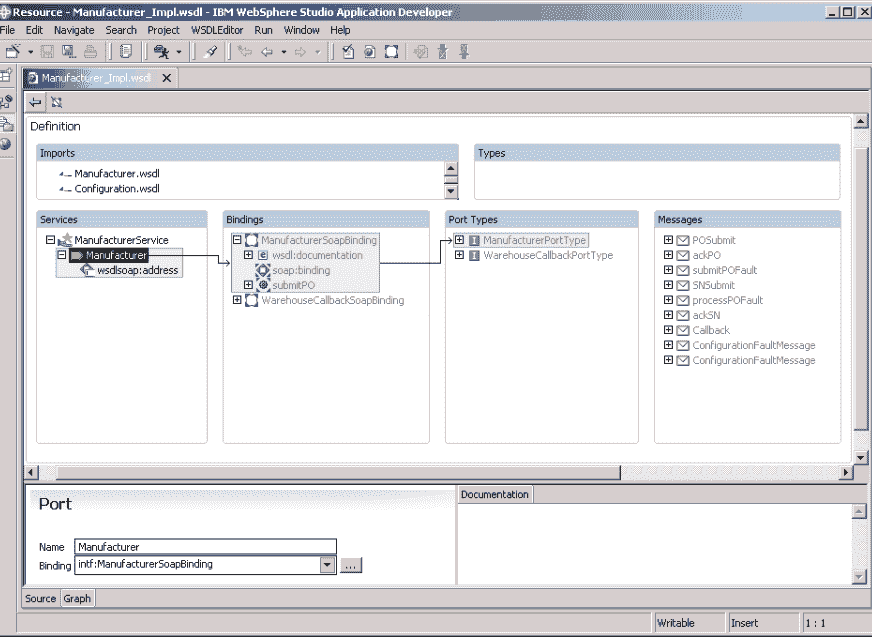 Resource - Manufacturer_Impl.wsdl - IBM WebSphere Studio Application Developer
File Edit Navigate Search Project WSDLEditor Run Window Help
Manufacturer_Impl.wsdl
Definition
Imports
Manufacturer.wsdl
Configuration.wsdl
Types
Services
ManufacturerService
Manufacturer
wsdlsoap:address
Bindings
ManufacturerSoapBinding
wsdl:documentation
soap:binding
submitPO
WarehouseCallbackSoapBinding
Port Types
ManufacturerPortType
WarehouseCallbackPortType
Messages
POSubmit
ackPO
submitPOFault
SNSubmit
processPOFault
ackSN
Callback
ConfigurationFaultMessage
ConfigurationFaultMessage
Port
Name Manufacturer
Binding intf:ManufacturerSoapBinding ...
Documentation
Source Graph
Writable Insert 1 : 1